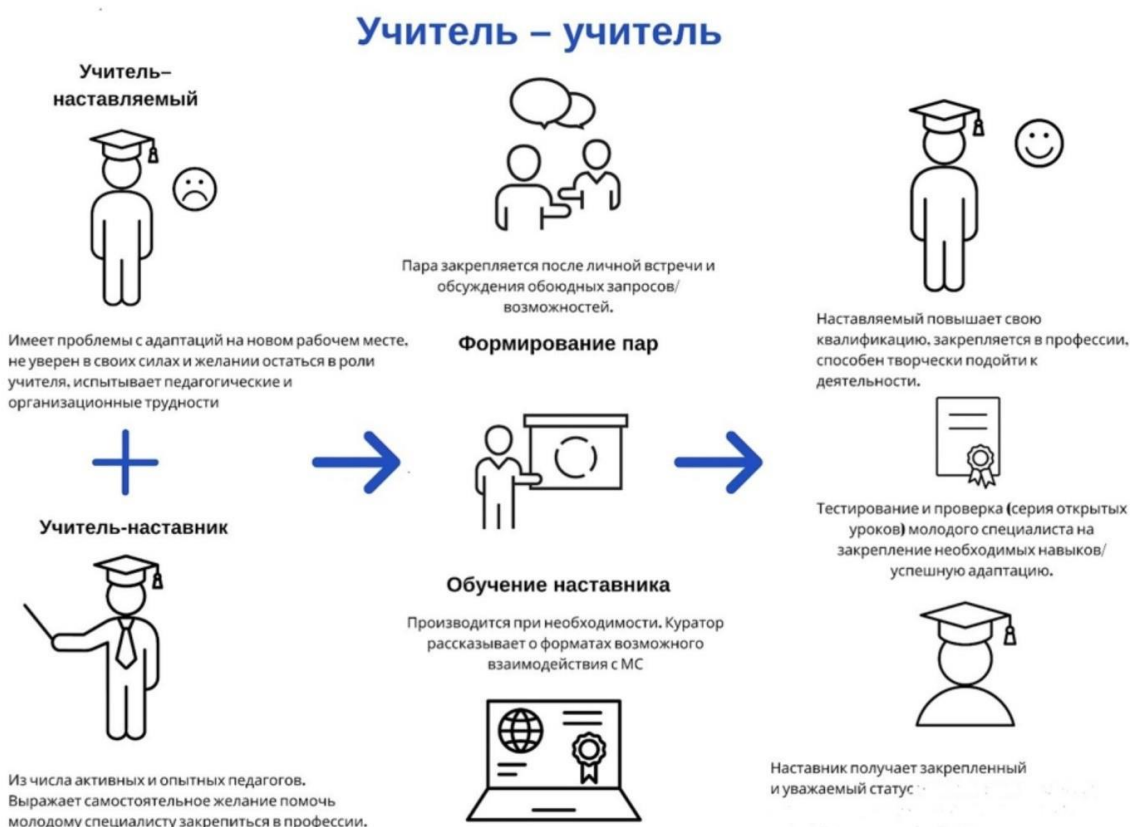 Учитель – учитель
Учитель–
наставляемый
Имеет проблемы с адаптаций на новом рабочем месте,
не уверен в своих силах и желании остаться в роли
учителя, испытывает педагогические и
организационные трудности
Учитель-наставник
Из числа активных и опытных педагогов.
Выражает самостоятельное желание помочь
молодому специалисту закрепиться в профессии.
Пара закрепляется после личной встречи и
обсуждения обоюдных запросов/
возможностей.
Формирование пар
Обучение наставника
Производится при необходимости. Куратор
рассказывает о форматах возможного
взаимодействия с МС
Наставляемый повышает свою
квалификацию, закрепляется в профессии,
способен творчески подойти к
деятельности.
Тестирование и проверка (серия открытых
уроков) молодого специалиста на
закрепление необходимых навыков/
успешную адаптацию.
Наставник получает закрепленный
и уважаемый статус